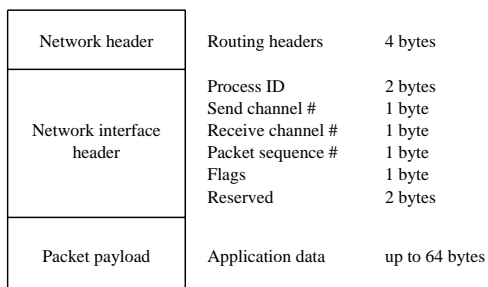 Network header Routing headers 4 bytes
Process ID 2 bytes
Send channel # 1 byte
Network interface Receive channel # 1 byte
header Packet sequence # 1 byte
Flags 1 byte
Reserved 2 bytes
Packet payload Application data up to 64 bytes